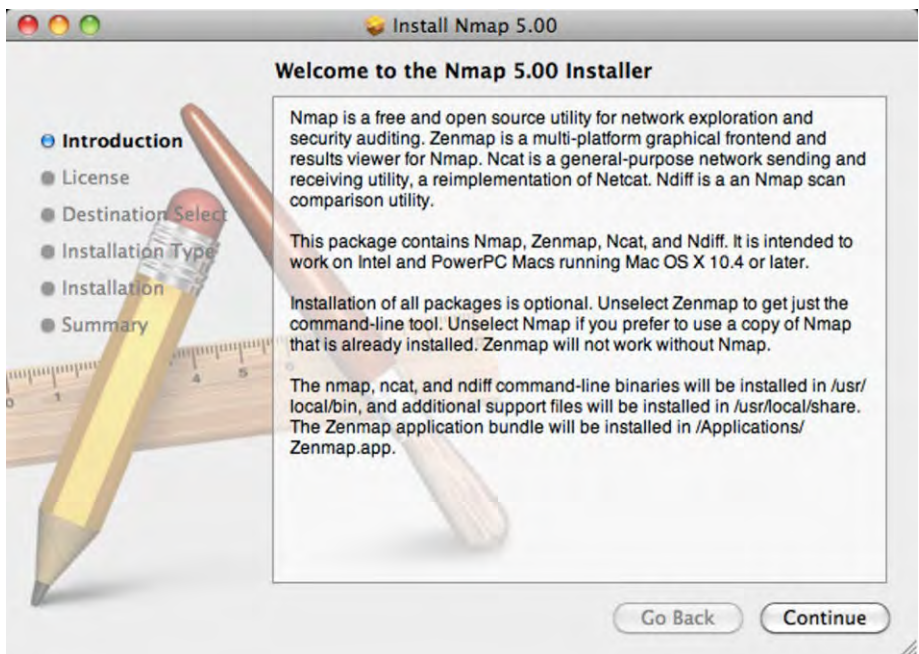 Install Nmap 5.00
Welcome to the Nmap 5.00 Installer
Introduction
License
Destination Select
Installation Type
Installation
Summary
Nmap is a free and open source utility for network exploration and
security auditing. Zenmap is a multi-platform graphical frontend and
results viewer for Nmap. Ncat is a general-purpose network sending and
receiving utility, a reimplementation of Netcat. Ndiff is a an Nmap scan
comparison utility.
This package contains Nmap, Zenmap, Ncat, and Ndiff. It is intended to
work on Intel and PowerPC Macs running Mac OS X 10.4 or later.
Installation of all packages is optional. Unselect Zenmap to get just the
command-line tool. Unselect Nmap if you prefer to use a copy of Nmap
that is already installed. Zenmap will not work without Nmap.
The nmap, ncat, and ndiff command-line binaries will be installed in /usr/
local/bin, and additional support files will be installed in /usr/local/share.
The Zenmap application bundle will be installed in /Applications/
Zenmap.app.
0 1 4 5
Go Back
Continue